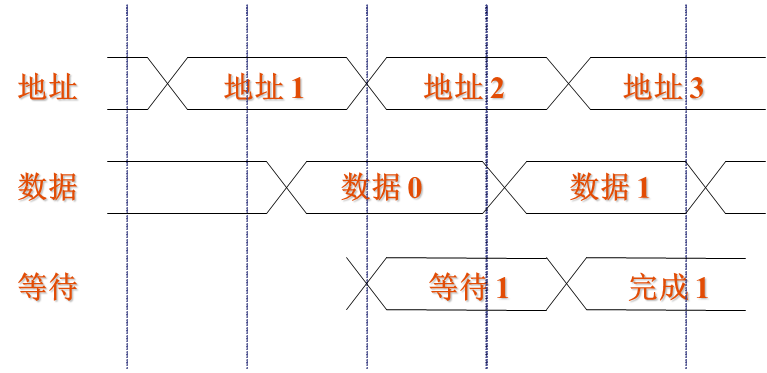 地址 地址 1 地址 2 地址 3
数据 数据 0 数据 1
等待 等待 1 完成 1